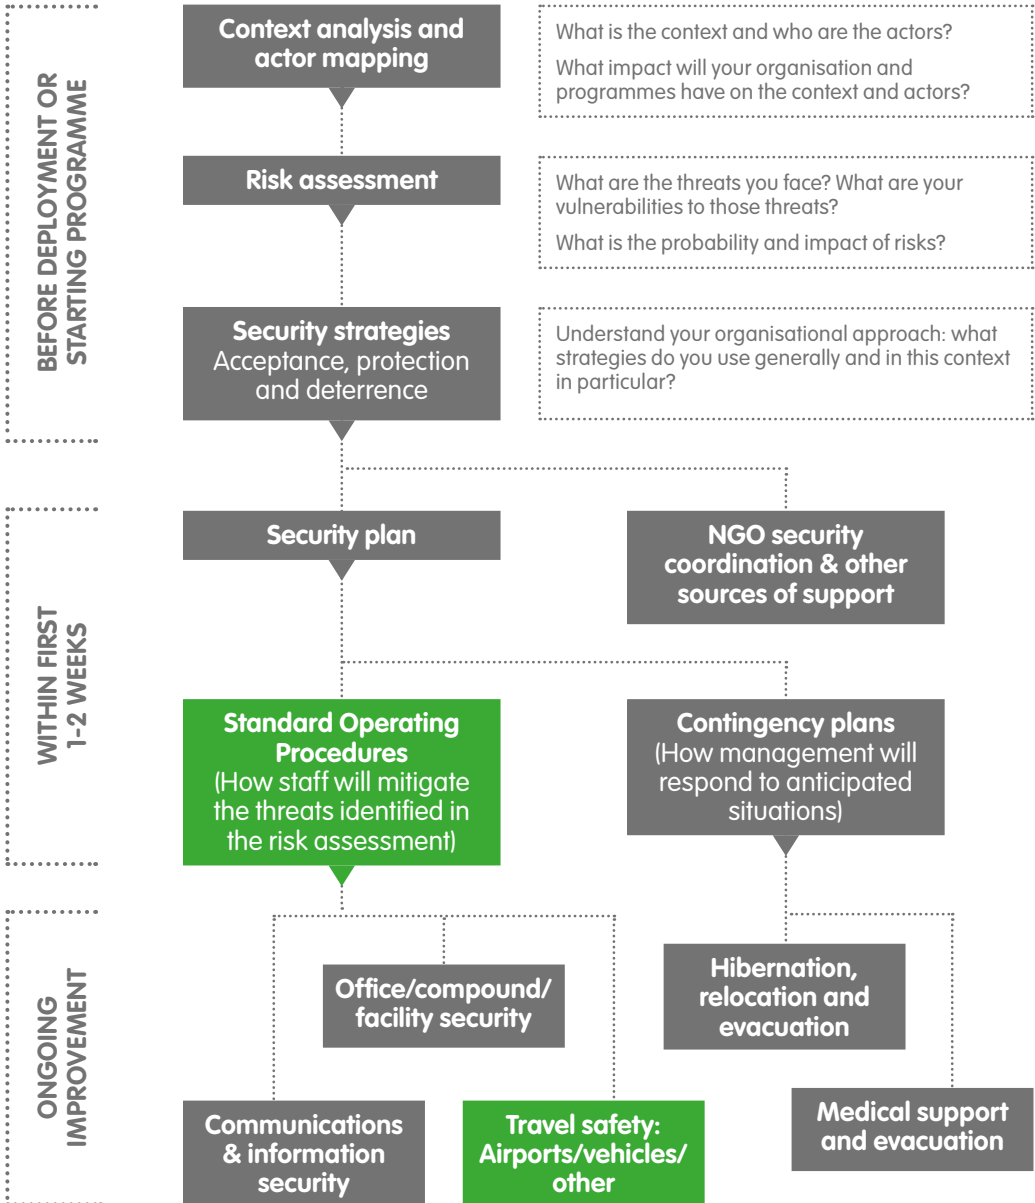 BEFORE DEPLOYMENT OR
STARTING PROGRAMME
Context analysis and
actor mapping
What is the context and who are the actors?
What impact will your organisation and
programmes have on the context and actors?
Risk assessment
What are the threats you face? What are your
vulnerabilities to those threats?
What is the probability and impact of risks?
Security strategies
Acceptance, protection
and deterrence
Understand your organisational approach: what
strategies do you use generally and in this context
in particular?
WITHIN FIRST
1-2 WEEKS
Security plan
NGO security
coordination & other
sources of support
Standard Operating
Procedures
(How staff will mitigate
the threats identified in
the risk assessment)
Contingency plans
(How management will
respond to anticipated
situations)
ONGOING
IMPROVEMENT
Office/compound/
facility security
Hibernation,
relocation and
evacuation
Communications
& information
security
Travel safety:
Airports/vehicles/
other
Medical support
and evacuation